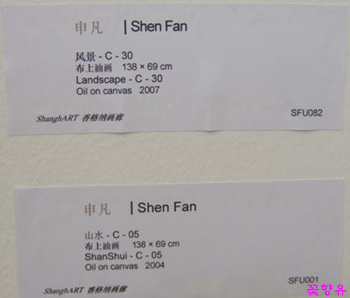 申凡 | Shen Fan
风景 - C - 30
布上油画 138 × 69 cm
Landscape - C - 30
Oil on canvas 2007
ShanghART 香格纳画廊 SFU082
申凡 | Shen Fan
山水 - C - 05
布上油画 138 × 69 cm
ShanShui - C - 05
Oil on canvas 2004
ShanghART 香格纳画廊 SFU001
꽃향유